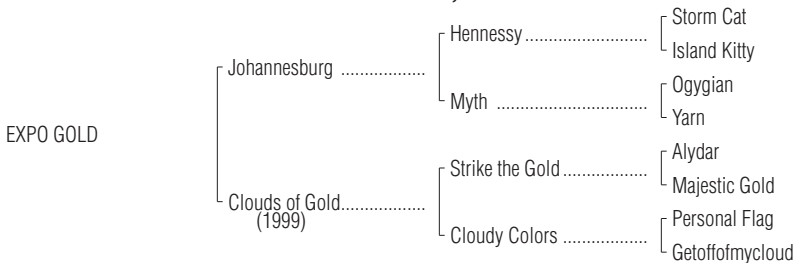 Storm Cat
Hennessy ..............................
Island Kitty
Johannesburg ..................
Ogygian
Myth .....................................
Yarn
EXPO GOLD
Alydar
Strike the Gold .....................
Majestic Gold
Clouds of Gold....................
(1999)
Personal Flag
Cloudy Colors .....................
Getoffofmycloud